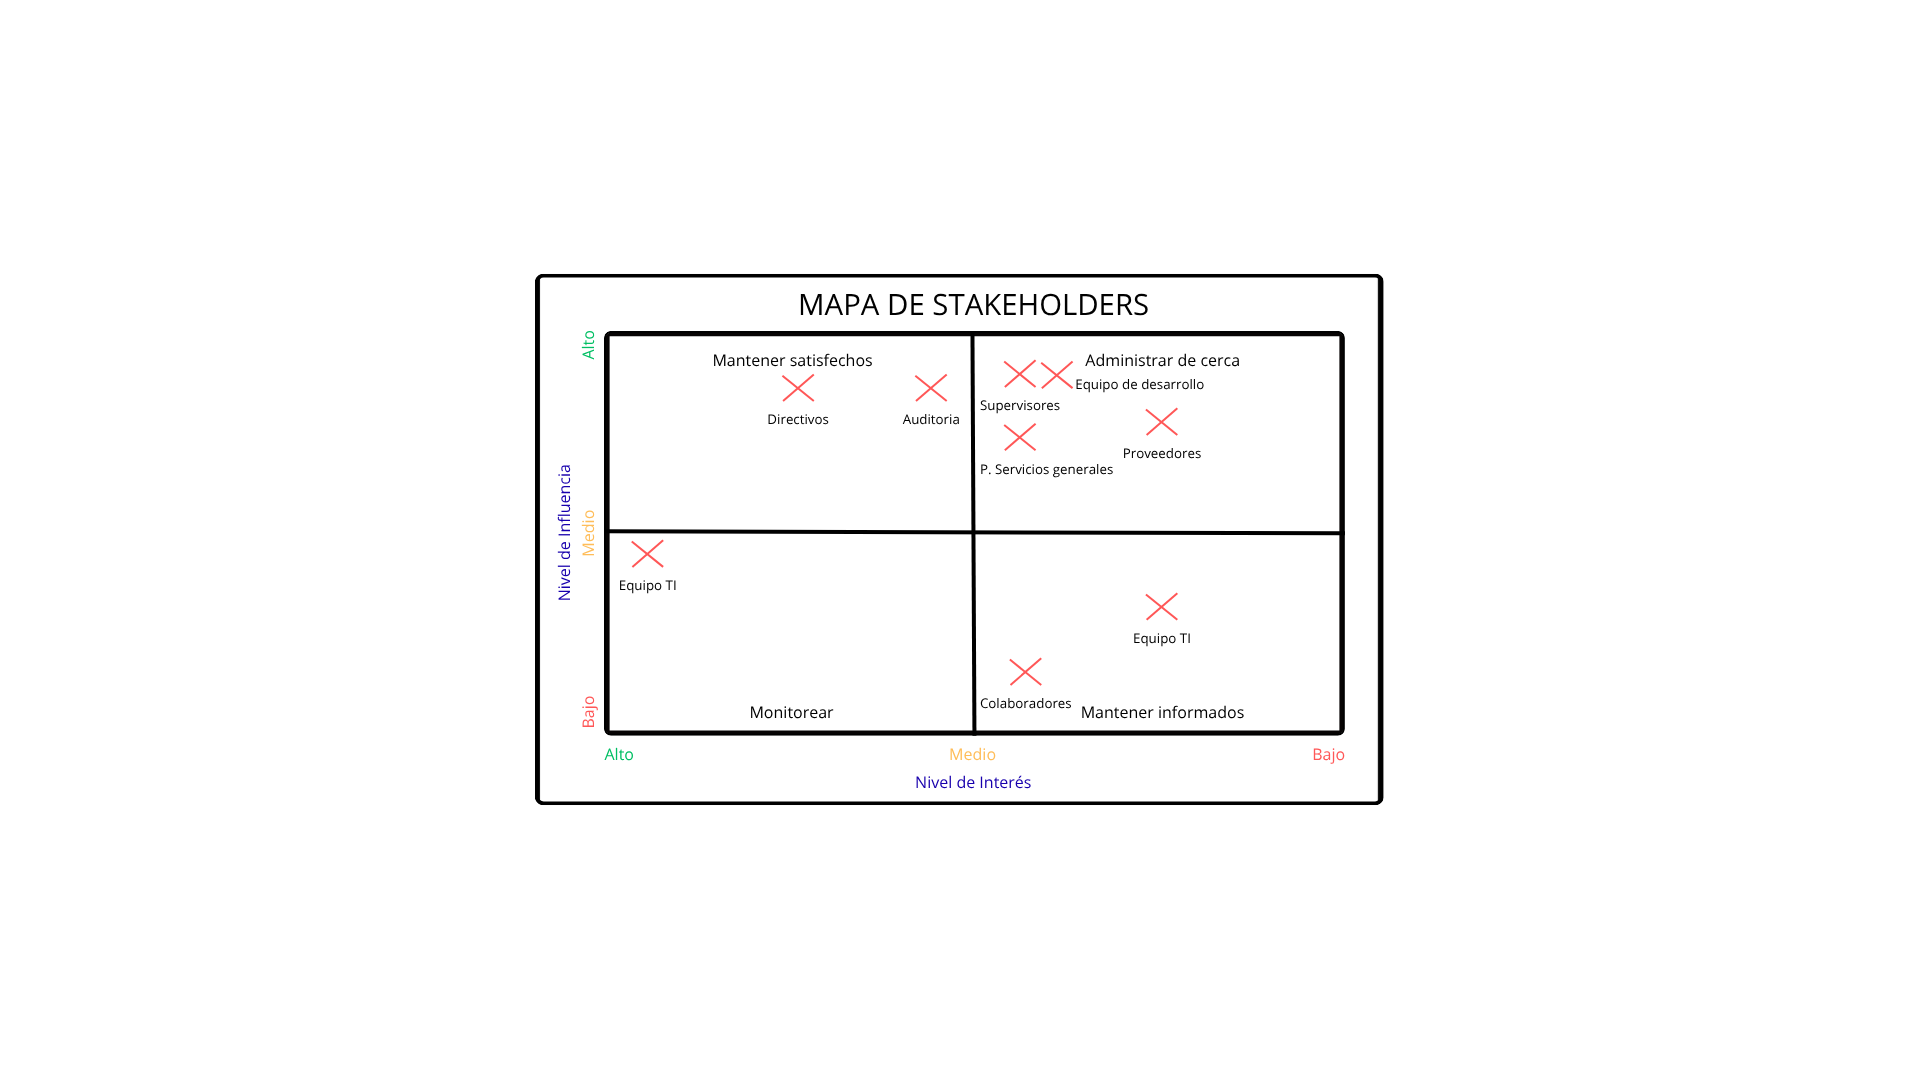 MAPA DE STAKEHOLDERS
Alto
Mantener satisfechos
Administrar de cerca
Equipo de desarrollo
Supervisores
Directivos
Auditoria
Proveedores
P. Servicios generales
Nivel de Influencia
Medio
Equipo TI
Equipo TI
Colaboradores
Bajo
Monitorear
Mantener informados
Alto
Medio
Bajo
Nivel de Interés